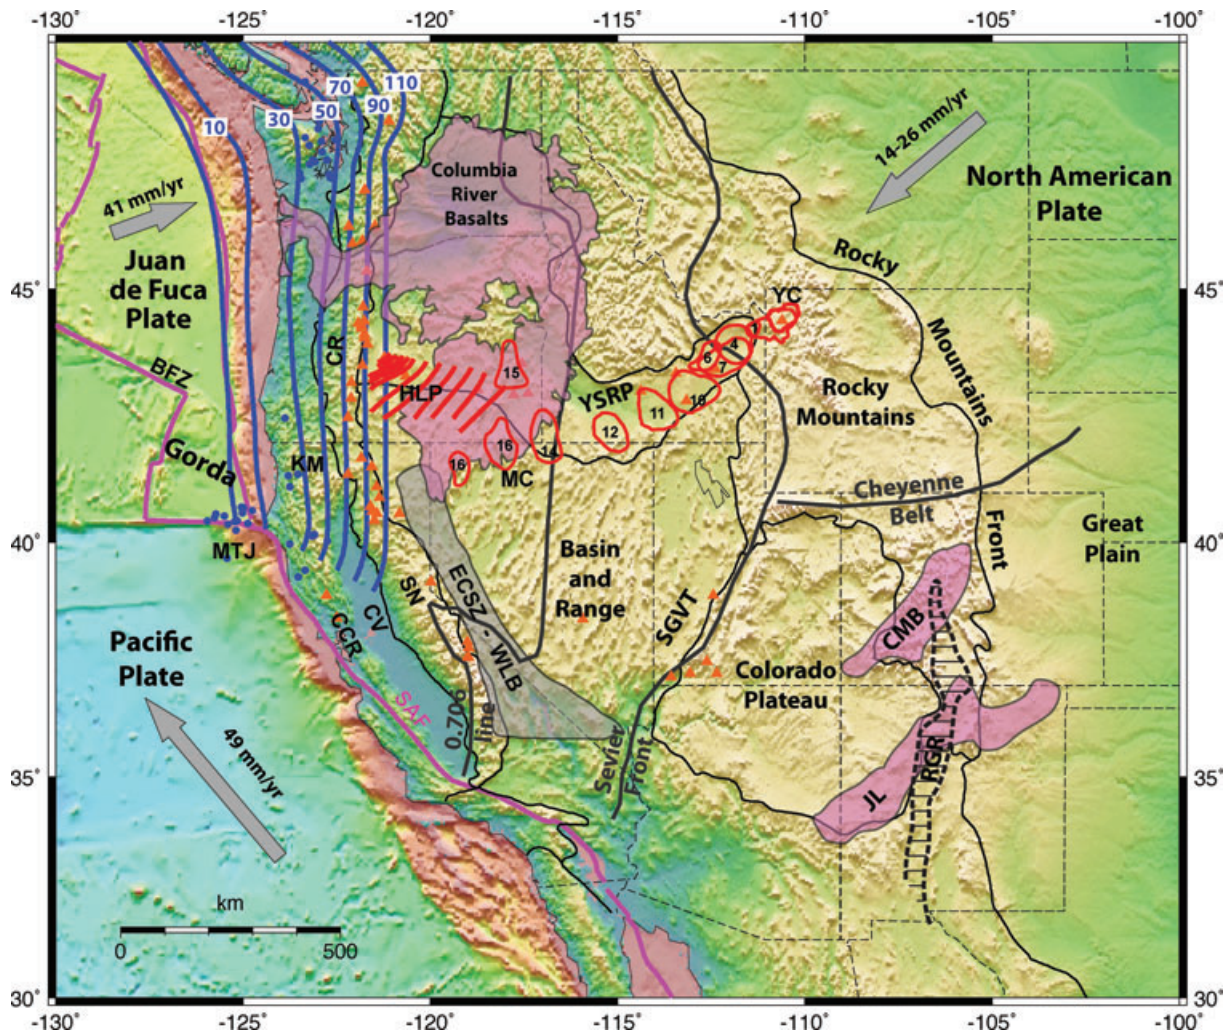 -130° -125° -120° -115° -110° -105° -100°
110
70
90
50
30
10
14-26 mm/yr
Columbia
River
Basalts
North American
Plate
41 mm/yr
Rocky
Mountains
Front
Juan
de Fuca
Plate
45° 45°
YC
BFZ
CR
HLP
15
1
4
6
7
YSRP
10
11
12
14
16
16
MC
Rocky
Mountains
Gorda
KM
Cheyenne
Belt
MTJ
40° 40°
Great
Plain
Basin
and
Range
ECSZ - WLB
SN
CV
CCR
SGVT
CMB
Pacific
Plate
Colorado
Plateau
SAF
0.706
line
Sevier
Front
RGR
JL
49 mm/yr
35° 35°
km
0 500
30° 30°
-130° -125° -120° -115° -110° -105° -100°